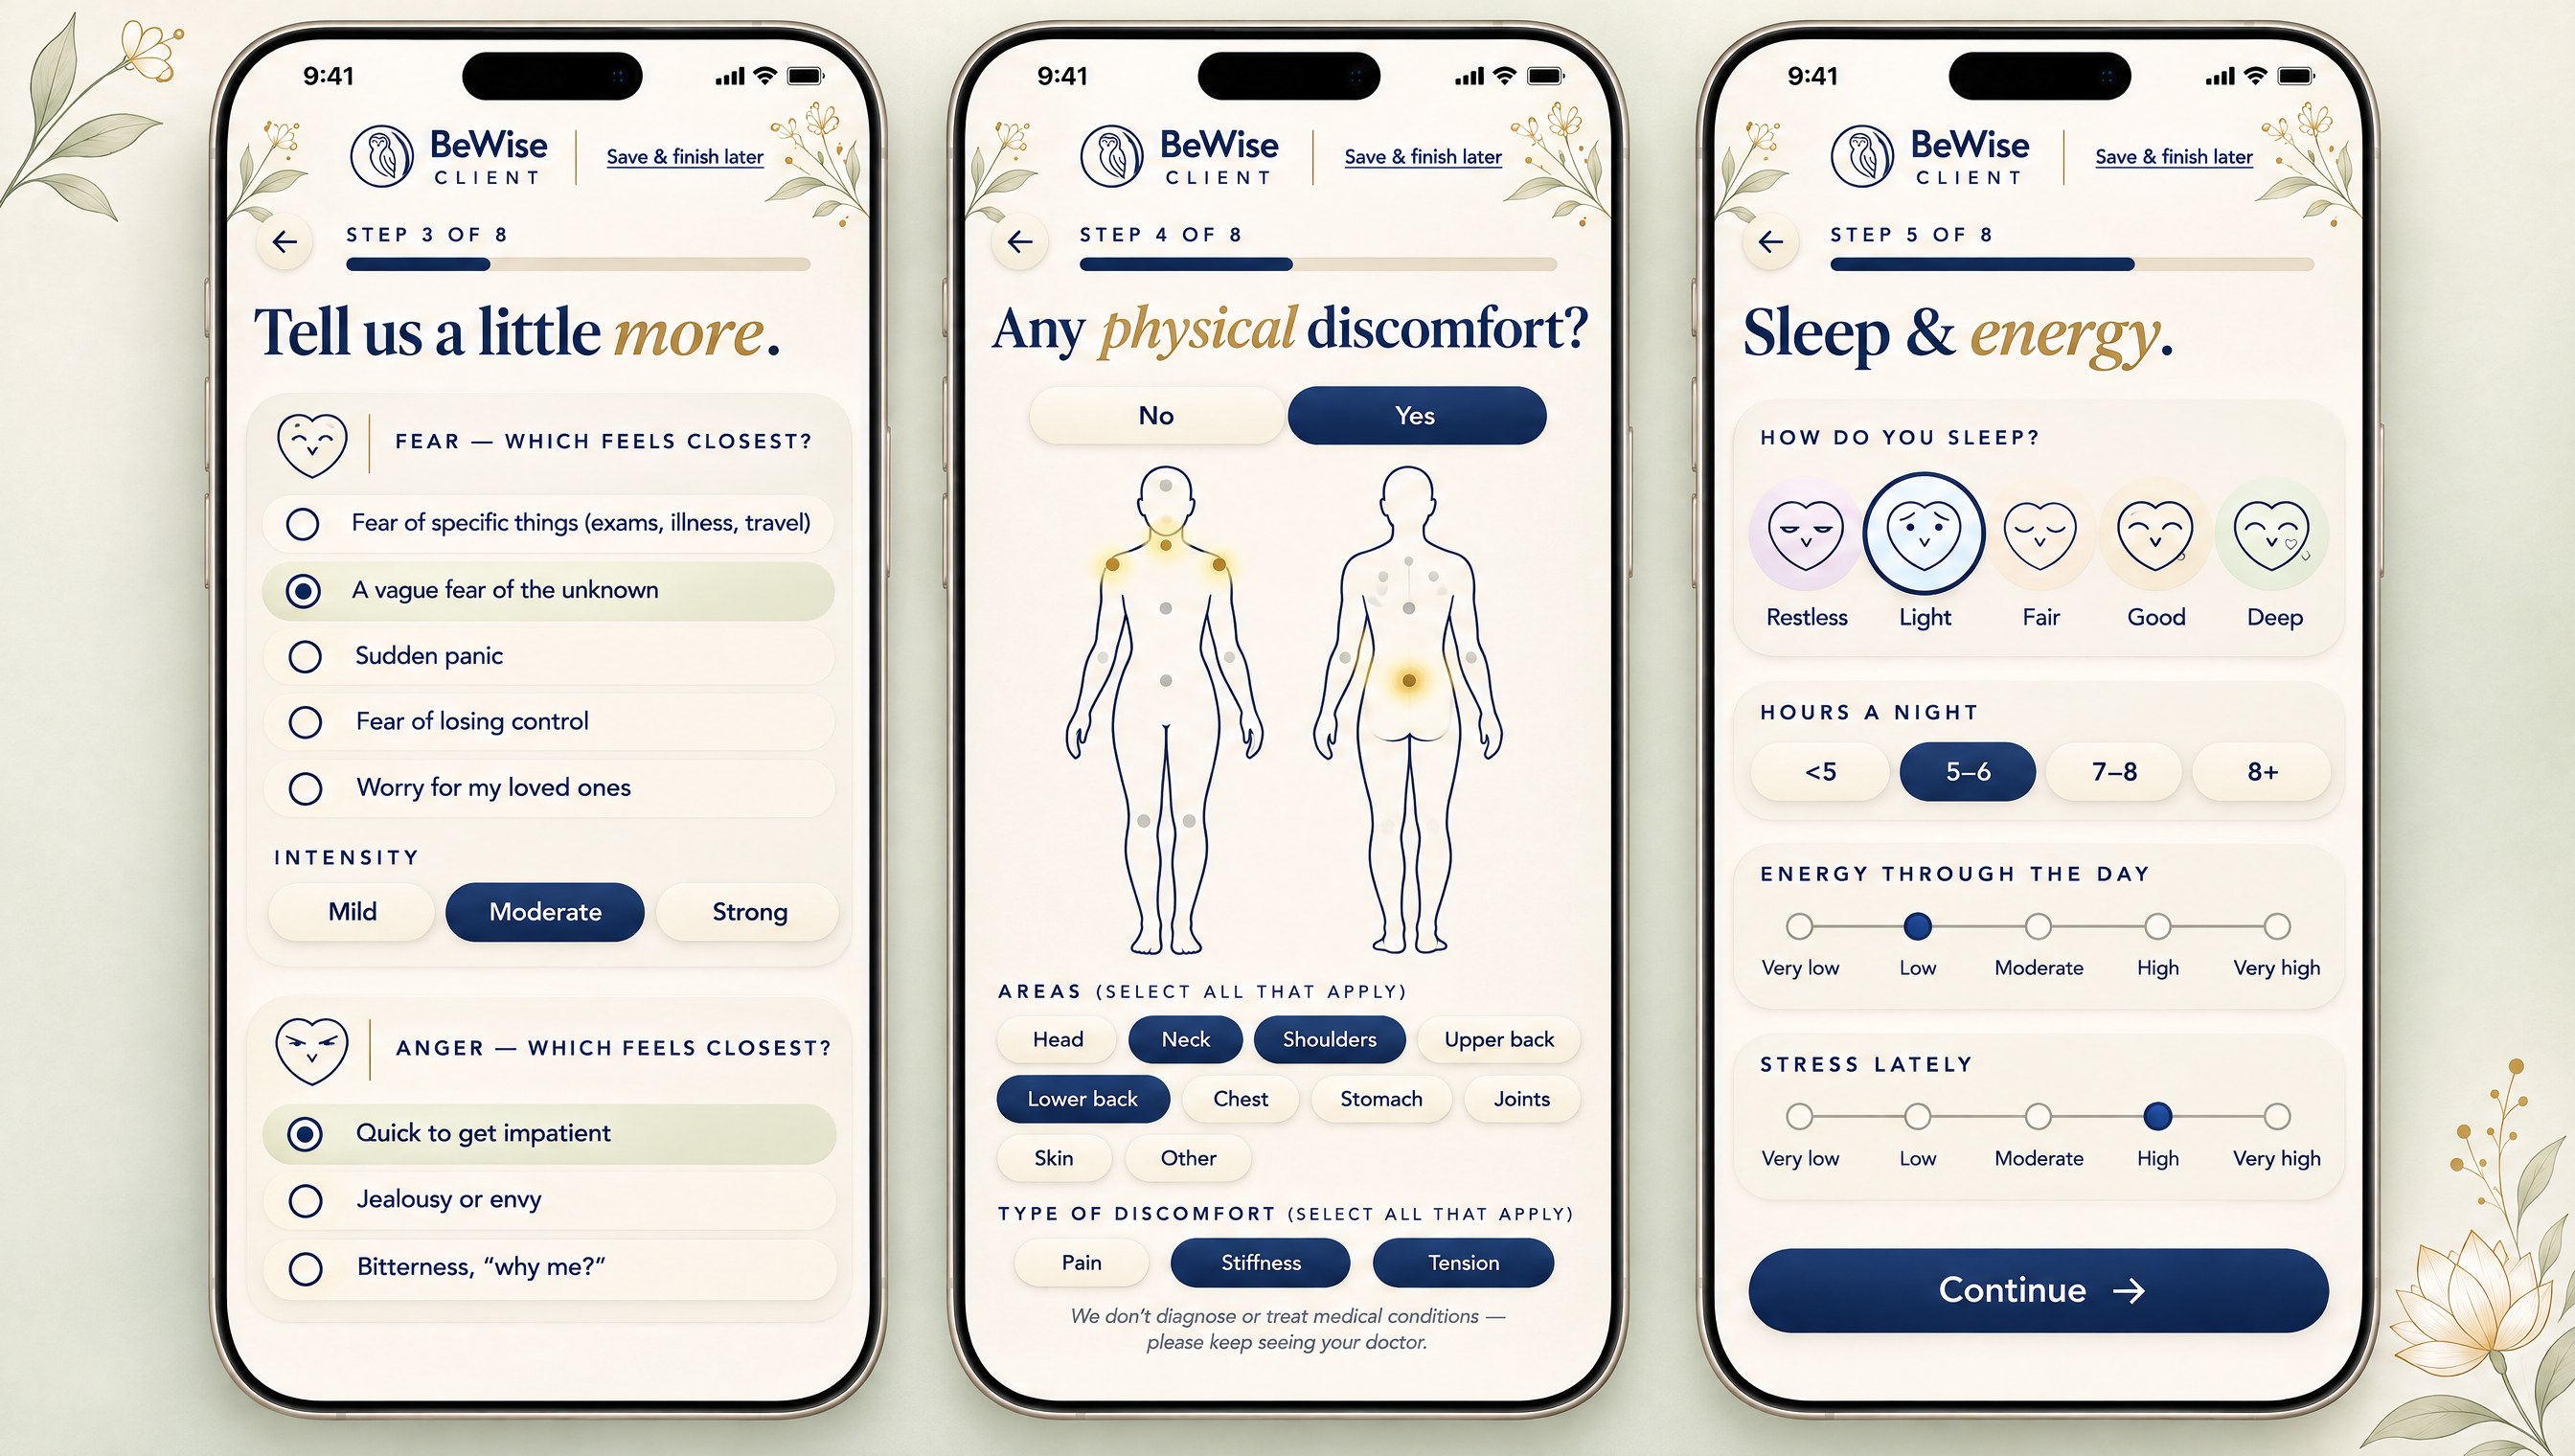 9:41
BeWise
CLIENT
Save & finish later
STEP 3 OF 8
Tell us a little more.
FEAR — WHICH FEELS CLOSEST?
Fear of specific things (exams, illness, travel)
A vague fear of the unknown
Sudden panic
Fear of losing control
Worry for my loved ones
INTENSITY
Mild
Moderate
Strong
ANGER — WHICH FEELS CLOSEST?
Quick to get impatient
Jealousy or envy
Bitterness, “why me?”
9:41
BeWise
CLIENT
Save & finish later
STEP 4 OF 8
Any physical discomfort?
No
Yes
AREAS (SELECT ALL THAT APPLY)
Head
Neck
Shoulders
Upper back
Lower back
Chest
Stomach
Joints
Skin
Other
TYPE OF DISCOMFORT (SELECT ALL THAT APPLY)
Pain
Stiffness
Tension
We don’t diagnose or treat medical conditions —
please keep seeing your doctor.
9:41
BeWise
CLIENT
Save & finish later
STEP 5 OF 8
Sleep & energy.
HOW DO YOU SLEEP?
Restless
Light
Fair
Good
Deep
HOURS A NIGHT
<5
5–6
7–8
8+
ENERGY THROUGH THE DAY
Very low
Low
Moderate
High
Very high
STRESS LATELY
Very low
Low
Moderate
High
Very high
Continue →